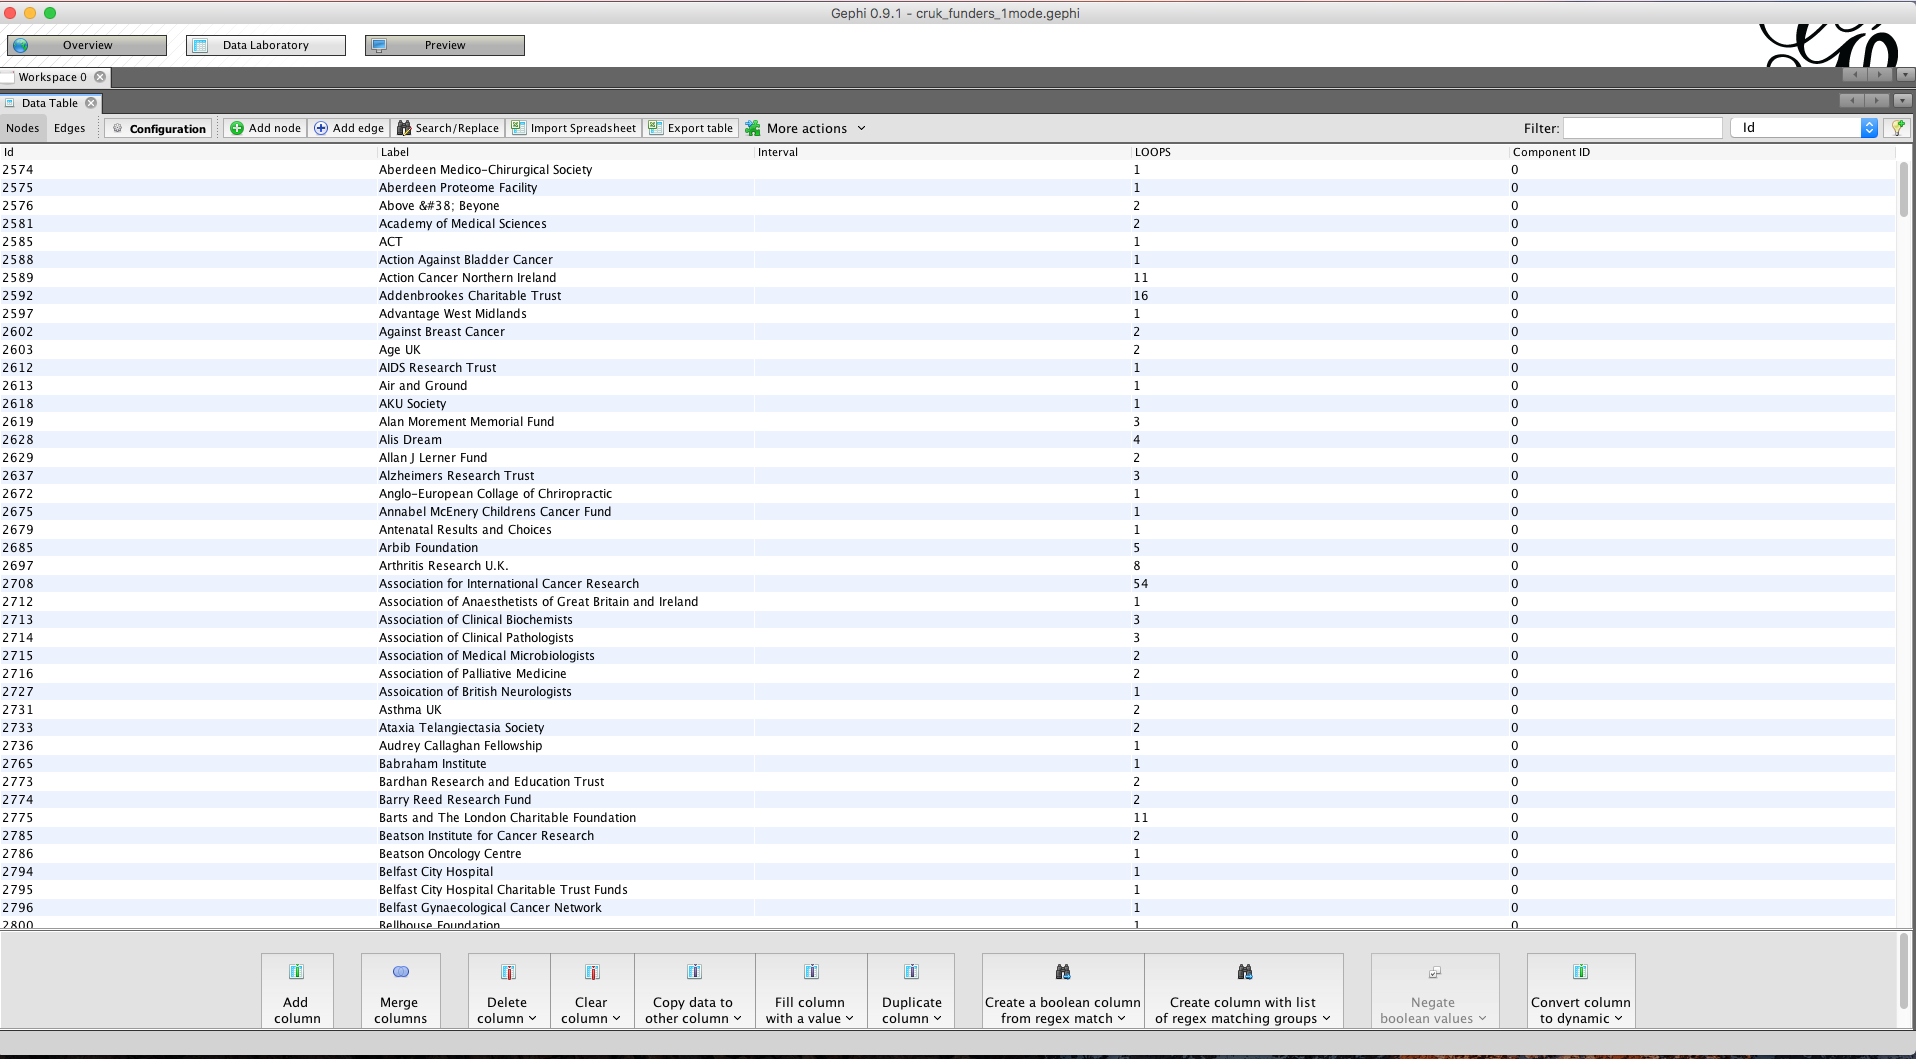 Gephi 0.9.1 - cruk_funders_1mode.gephi
Overview Data Laboratory Preview
Workspace 0
Data Table
Nodes Edges Configuration Add node Add edge Search/Replace Import Spreadsheet Export table More actions Filter: Id
Id Label Interval LOOPS Component ID
2574 Aberdeen Medico-Chirurgical Society 1 0
2575 Aberdeen Proteome Facility 1 0
2576 Above &#38; Beyone 2 0
2581 Academy of Medical Sciences 2 0
2585 ACT 1 0
2588 Action Against Bladder Cancer 1 0
2589 Action Cancer Northern Ireland 11 0
2592 Addenbrookes Charitable Trust 16 0
2597 Advantage West Midlands 1 0
2602 Against Breast Cancer 2 0
2603 Age UK 2 0
2612 AIDS Research Trust 1 0
2613 Air and Ground 1 0
2618 AKU Society 1 0
2619 Alan Morement Memorial Fund 3 0
2628 Alis Dream 4 0
2629 Allan J Lerner Fund 2 0
2637 Alzheimers Research Trust 3 0
2672 Anglo-European Collage of Chriropractic 1 0
2675 Annabel McEnery Childrens Cancer Fund 1 0
2679 Antenatal Results and Choices 1 0
2685 Arbib Foundation 5 0
2697 Arthritis Research U.K. 8 0
2708 Association for International Cancer Research 54 0
2712 Association of Anaesthetists of Great Britain and Ireland 1 0
2713 Association of Clinical Biochemists 3 0
2714 Association of Clinical Pathologists 3 0
2715 Association of Medical Microbiologists 2 0
2716 Association of Palliative Medicine 2 0
2727 Assoication of British Neurologists 1 0
2731 Asthma UK 2 0
2733 Ataxia Telangiectasia Society 2 0
2736 Audrey Callaghan Fellowship 1 0
2765 Babraham Institute 1 0
2773 Bardhan Research and Education Trust 2 0
2774 Barry Reed Research Fund 2 0
2775 Barts and The London Charitable Foundation 11 0
2785 Beatson Institute for Cancer Research 2 0
2786 Beatson Oncology Centre 1 0
2794 Belfast City Hospital 1 0
2795 Belfast City Hospital Charitable Trust Funds 1 0
2796 Belfast Gynaecological Cancer Network 1 0
2800 Bellhouse Foundation 1 0
Add Merge Delete Clear Copy data to Fill column Duplicate Create a boolean column Create column with list Negate Convert column
column columns column column other column with a value column from regex match of regex matching groups boolean values to dynamic